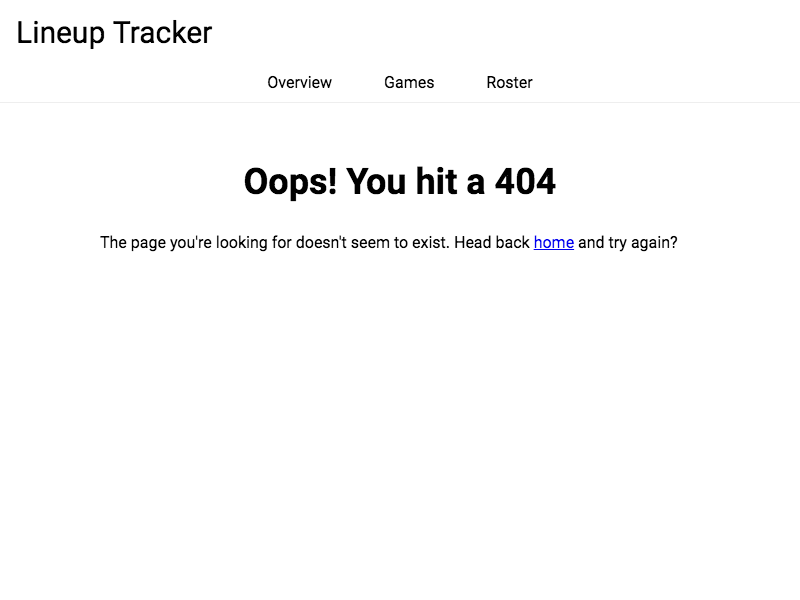 Lineup Tracker
Overview Games Roster
Oops! You hit a 404
The page you're looking for doesn't seem to exist. Head back home and try again?